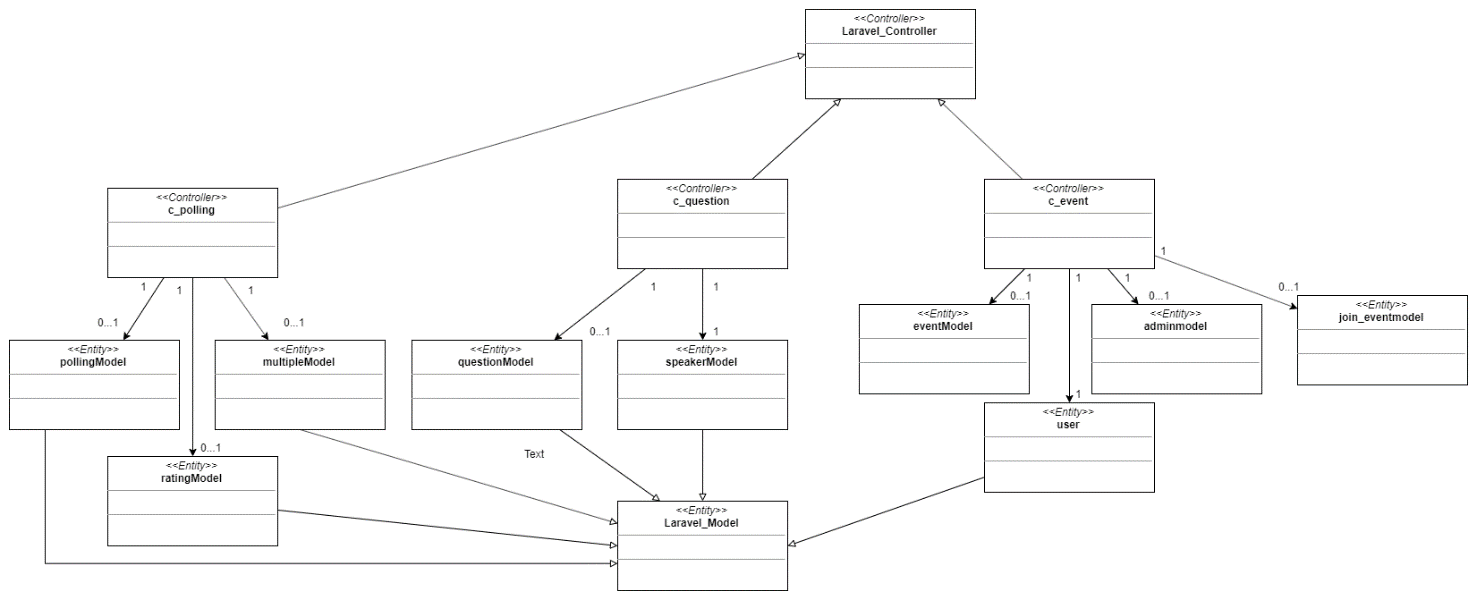 <<Controller>>
Laravel_Controller
<<Controller>>
c_polling
<<Controller>>
c_question
<<Controller>>
c_event
1
1
1
1
1
1
1
1
1
0...1
0...1
0...1
1
0...1
0...1
0...1
<<Entity>>
pollingModel
<<Entity>>
multipleModel
<<Entity>>
questionModel
<<Entity>>
speakerModel
<<Entity>>
eventModel
<<Entity>>
adminmodel
<<Entity>>
join_eventmodel
1
<<Entity>>
user
0...1
Text
<<Entity>>
ratingModel
<<Entity>>
Laravel_Model